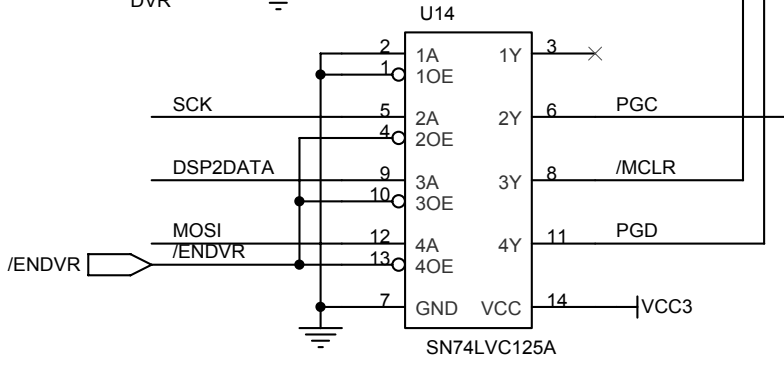 DVR
U14
2 1A 1Y 3
1 1OE
SCK 5 2A 2Y 6 PGC
4 2OE
DSP2DATA 9 3A 3Y 8 /MCLR
10 3OE
MOSI 12 4A 4Y 11 PGD
/ENDVR /ENDVR 13 4OE
7 GND VCC 14 VCC3
SN74LVC125A